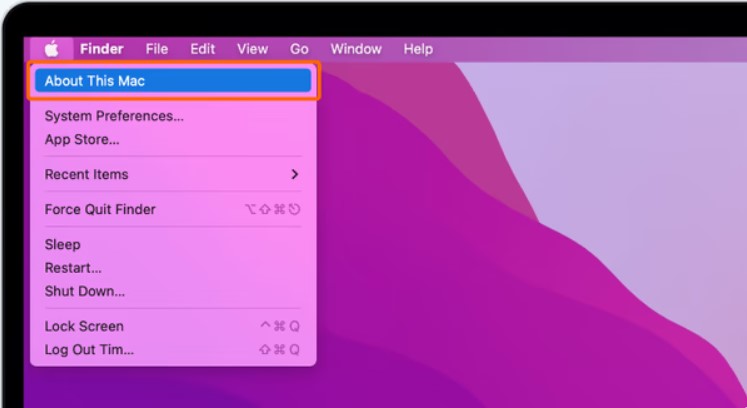 Finder File Edit View Go Window Help
About This Mac
System Preferences...
App Store...
Recent Items
Force Quit Finder ⌥⇧⌘⎋
Sleep
Restart...
Shut Down...
Lock Screen ^⌘Q
Log Out Tim... ⇧⌘Q